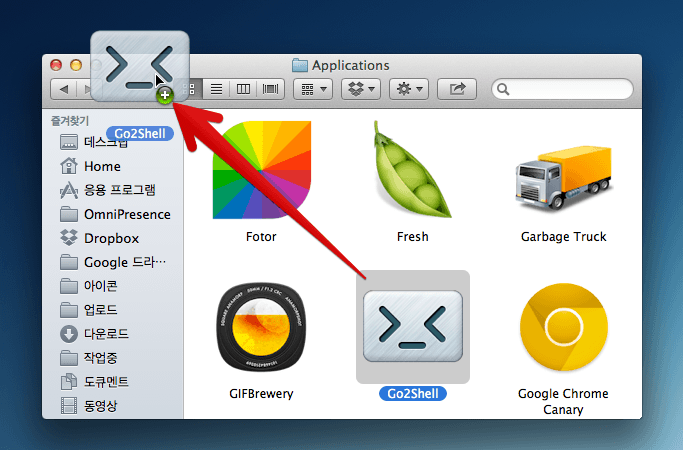 Applications
Go2Shell
즐겨찾기
데스크탑
Home
응용 프로그램
OmniPresence
Dropbox
Google 드라…
아이콘
업로드
다운로드
작업중
도큐멘트
동영상
Fotor
Fresh
Garbage Truck
GIFBrewery
Go2Shell
Google Chrome
Canary